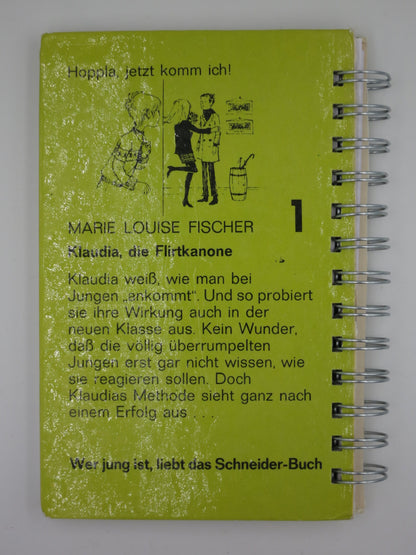 Hoppla, jetzt komm ich!
MARIE LOUISE FISCHER
1
Klaudia, die Flirtkanone
Klaudia weiß, wie man bei
Jungen „ankommt“. Und so probiert
sie ihre Wirkung auch in der
neuen Klasse aus. Kein Wunder,
daß die völlig überrumpelten
Jungen erst gar nicht wissen, wie
sie reagieren sollen. Doch
Klaudias Methode sieht ganz nach
einem Erfolg aus . . .
Wer jung ist, liebt das Schneider-Buch